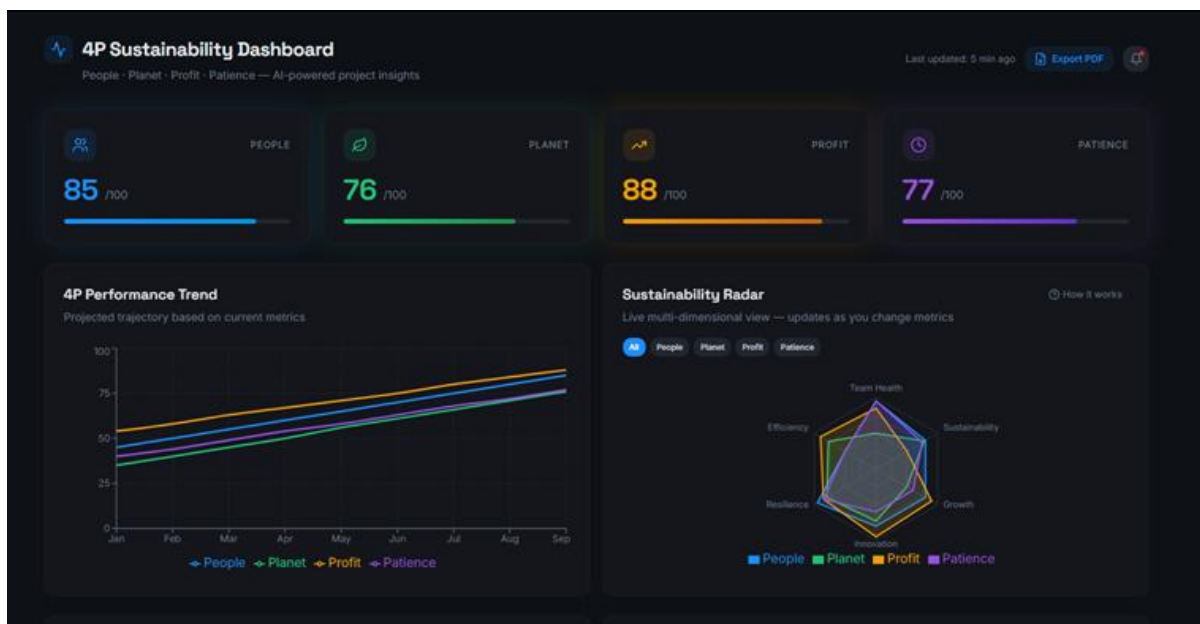 4P Sustainability Dashboard
People · Planet · Profit · Patience — AI-powered project insights
Last updated: 5 min ago
Export PDF
PEOPLE
85 /100
PLANET
76 /100
PROFIT
88 /100
PATIENCE
77 /100
4P Performance Trend
Projected trajectory based on current metrics
100
75
50
25
0
Jan Feb Mar Apr May Jun Jul Aug Sep
People Planet Profit Patience
Sustainability Radar
How it works
Live multi-dimensional view — updates as you change metrics
All People Planet Profit Patience
Team Health
Efficiency
Sustainability
Resilience
Growth
Innovation
People Planet Profit Patience